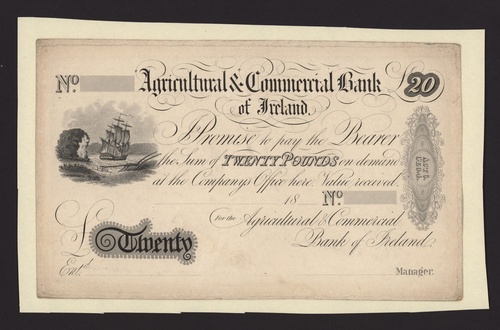 No Agricultural & Commercial Bank £20
of Ireland.
I Promise to pay the Bearer
the Sum of TWENTY POUNDS on demand
at the Company's Office here. Value received.
18 No
For the Agricultural & Commercial
Bank of Ireland.
£ Twenty
Entd. Manager.